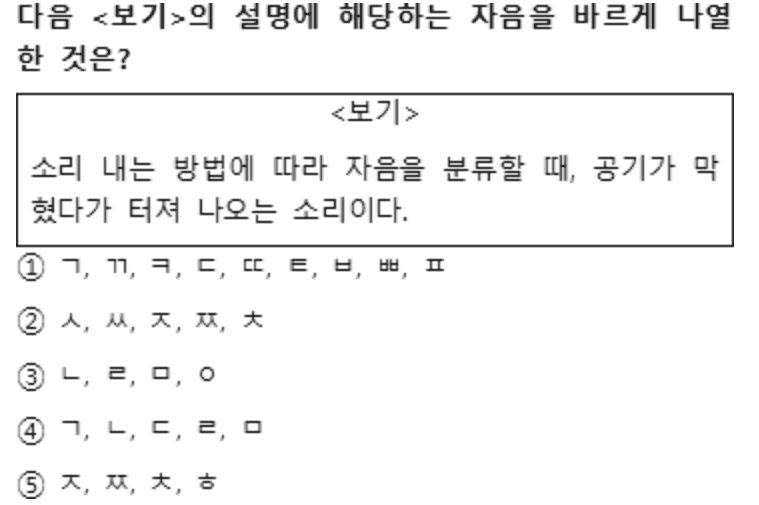 다음 <보기>의 설명에 해당하는 자음을 바르게 나열
한 것은?
<보기>
소리 내는 방법에 따라 자음을 분류할 때, 공기가 막
혔다가 터져 나오는 소리이다.
① ㄱ, ㄲ, ㅋ, ㄷ, ㄸ, ㅌ, ㅂ, ㅃ, ㅍ
② ㅅ, ㅆ, ㅈ, ㅉ, ㅊ
③ ㄴ, ㄹ, ㅁ, ㅇ
④ ㄱ, ㄴ, ㄷ, ㄹ, ㅁ
⑤ ㅈ, ㅉ, ㅊ, ㅎ